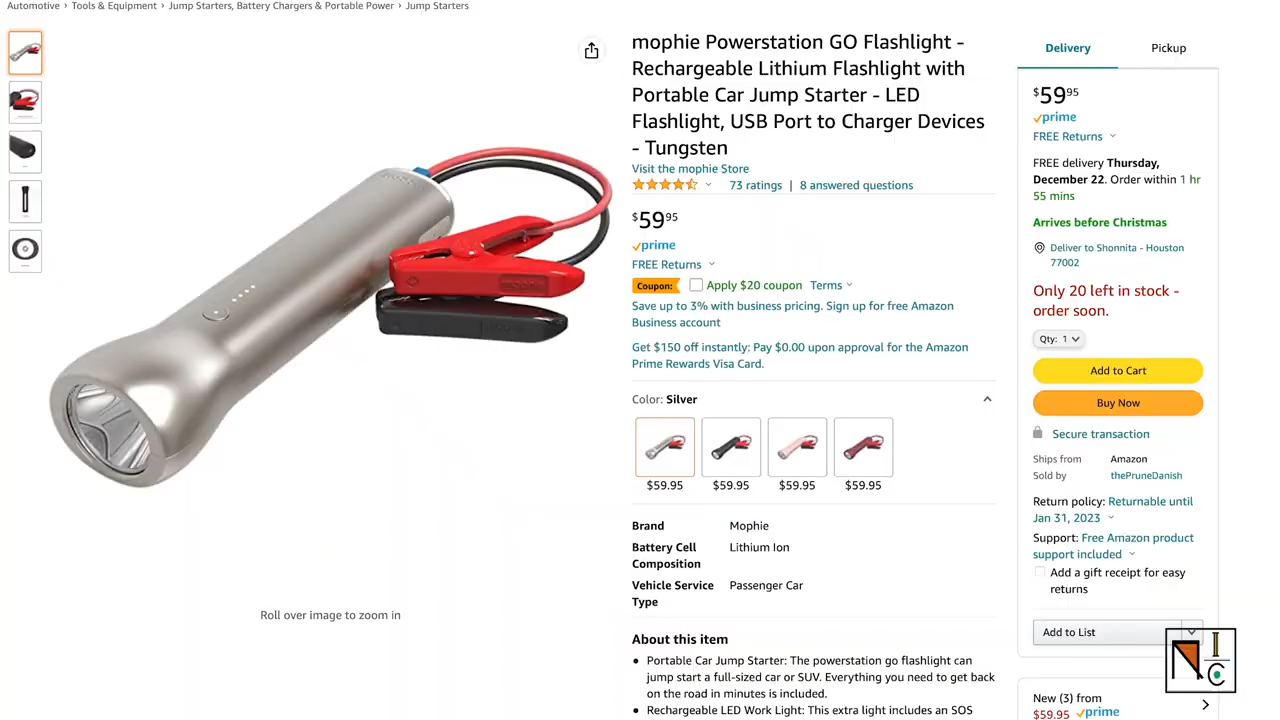 Automotive › Tools & Equipment › Jump Starters, Battery Chargers & Portable Power › Jump Starters
mophie Powerstation GO Flashlight -
Rechargeable Lithium Flashlight with
Portable Car Jump Starter - LED
Flashlight, USB Port to Charger Devices
- Tungsten
Visit the mophie Store
73 ratings | 8 answered questions
$59 95
prime
FREE Returns
Coupon: Apply $20 coupon Terms
Save up to 3% with business pricing. Sign up for free Amazon
Business account
Get $150 off instantly: Pay $0.00 upon approval for the Amazon
Prime Rewards Visa Card.
Color: Silver
$59.95 $59.95 $59.95 $59.95
Brand Mophie
Battery Cell Lithium Ion
Composition
Vehicle Service Passenger Car
Type
About this item
• Portable Car Jump Starter: The powerstation go flashlight can
jump start a full-sized car or SUV. Everything you need to get back
on the road in minutes is included.
• Rechargeable LED Work Light: This extra light includes an SOS
Roll over image to zoom in
mophie
Delivery Pickup
$59 95
prime
FREE Returns
FREE delivery Thursday,
December 22. Order within 1 hr
55 mins
Arrives before Christmas
Deliver to Shonnita - Houston
77002
Only 20 left in stock -
order soon.
Qty: 1
Add to Cart
Buy Now
Secure transaction
Ships from Amazon
Sold by thePruneDanish
Return policy: Returnable until
Jan 31, 2023
Support: Free Amazon product
support included
Add a gift receipt for easy
returns
Add to List
New (3) from
$59.95 prime